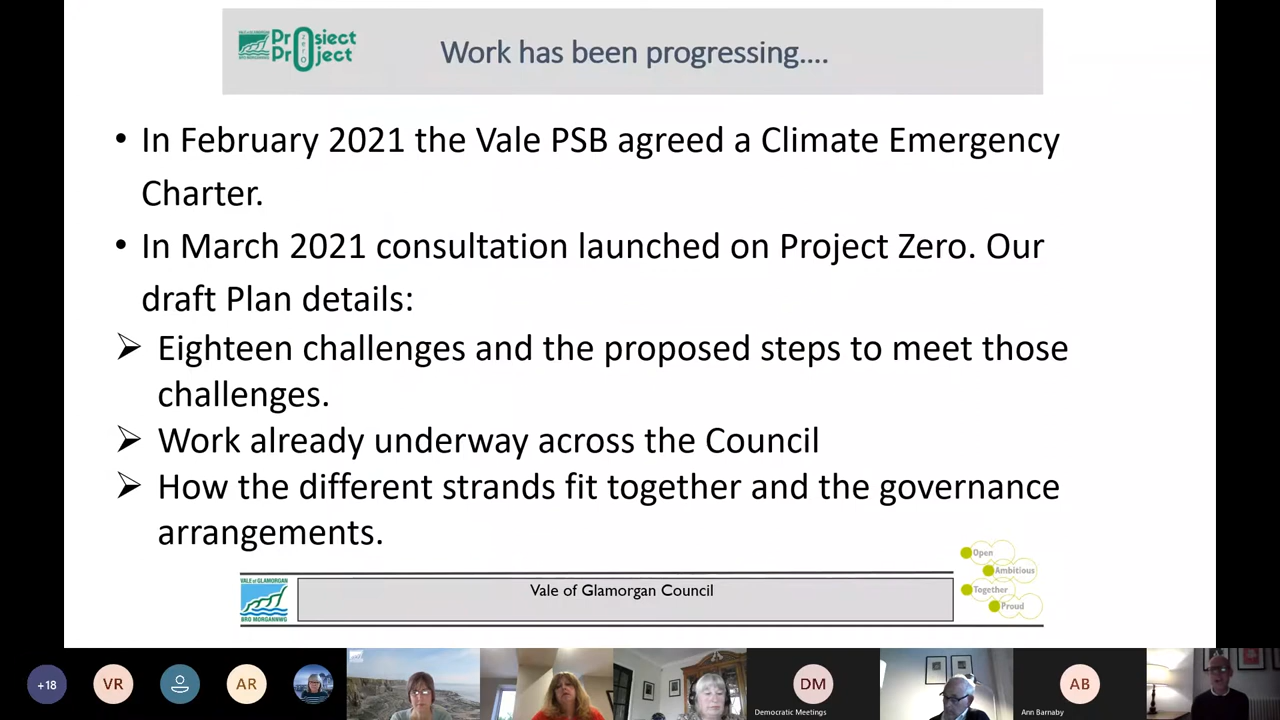 Prosiect
zero
Project
Work has been progressing....
• In February 2021 the Vale PSB agreed a Climate Emergency
Charter.
• In March 2021 consultation launched on Project Zero. Our
draft Plan details:
➢ Eighteen challenges and the proposed steps to meet those
challenges.
➢ Work already underway across the Council
➢ How the different strands fit together and the governance
arrangements.
VALE of GLAMORGAN
BRO MORGANNWG
Vale of Glamorgan Council
Open
Ambitious
Together
Proud
+18
VR
AR
DM
Democratic Meetings
AB
Ann Barnaby